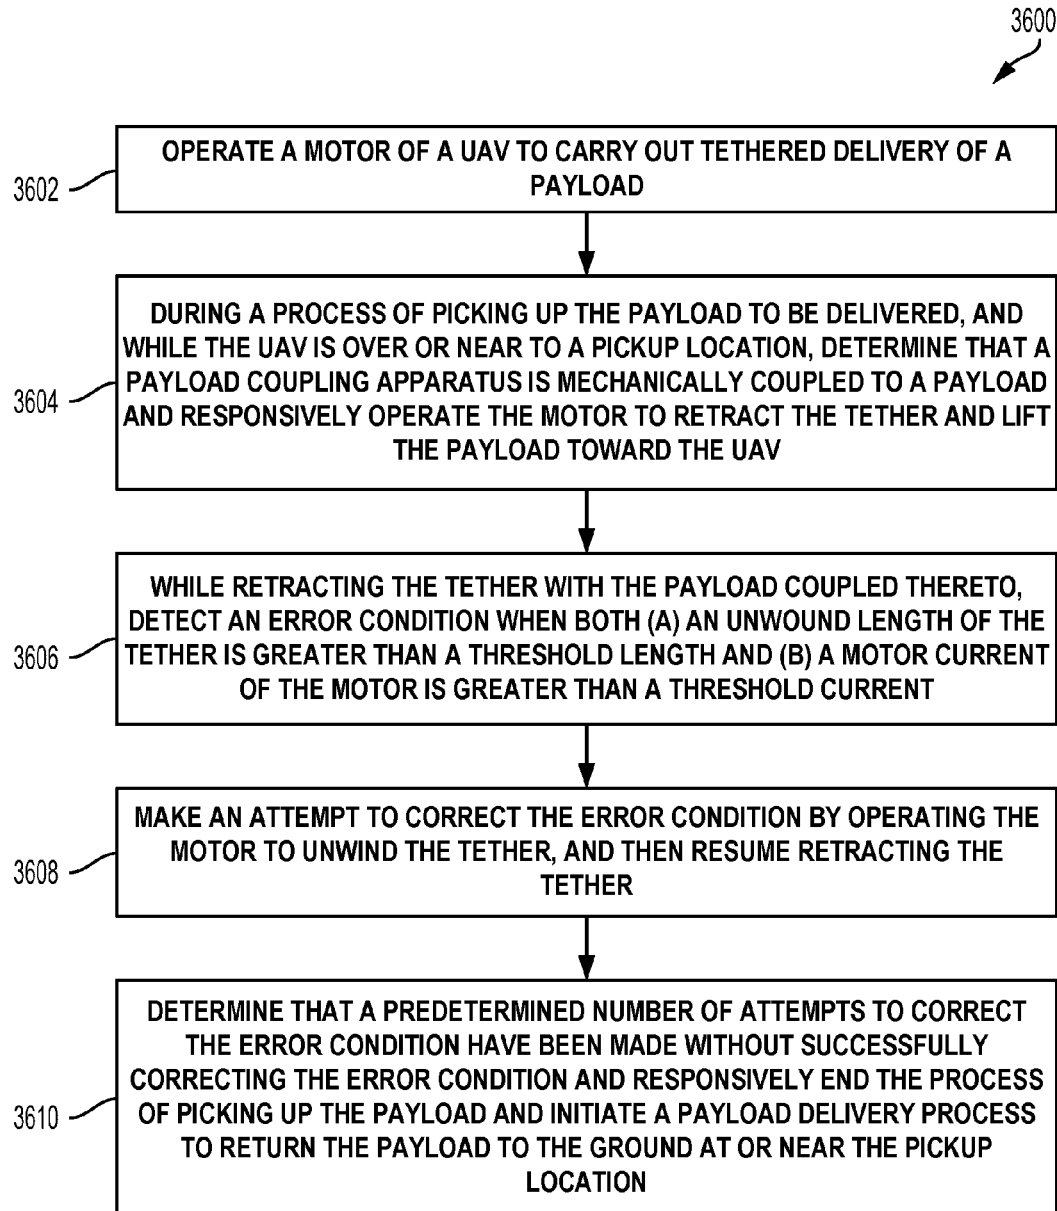 3600
3602
OPERATE A MOTOR OF A UAV TO CARRY OUT TETHERED DELIVERY OF A
PAYLOAD
3604
DURING A PROCESS OF PICKING UP THE PAYLOAD TO BE DELIVERED, AND
WHILE THE UAV IS OVER OR NEAR TO A PICKUP LOCATION, DETERMINE THAT A
PAYLOAD COUPLING APPARATUS IS MECHANICALLY COUPLED TO A PAYLOAD
AND RESPONSIVELY OPERATE THE MOTOR TO RETRACT THE TETHER AND LIFT
THE PAYLOAD TOWARD THE UAV
3606
WHILE RETRACTING THE TETHER WITH THE PAYLOAD COUPLED THERETO,
DETECT AN ERROR CONDITION WHEN BOTH (A) AN UNWOUND LENGTH OF THE
TETHER IS GREATER THAN A THRESHOLD LENGTH AND (B) A MOTOR CURRENT
OF THE MOTOR IS GREATER THAN A THRESHOLD CURRENT
3608
MAKE AN ATTEMPT TO CORRECT THE ERROR CONDITION BY OPERATING THE
MOTOR TO UNWIND THE TETHER, AND THEN RESUME RETRACTING THE
TETHER
3610
DETERMINE THAT A PREDETERMINED NUMBER OF ATTEMPTS TO CORRECT
THE ERROR CONDITION HAVE BEEN MADE WITHOUT SUCCESSFULLY
CORRECTING THE ERROR CONDITION AND RESPONSIVELY END THE PROCESS
OF PICKING UP THE PAYLOAD AND INITIATE A PAYLOAD DELIVERY PROCESS
TO RETURN THE PAYLOAD TO THE GROUND AT OR NEAR THE PICKUP
LOCATION